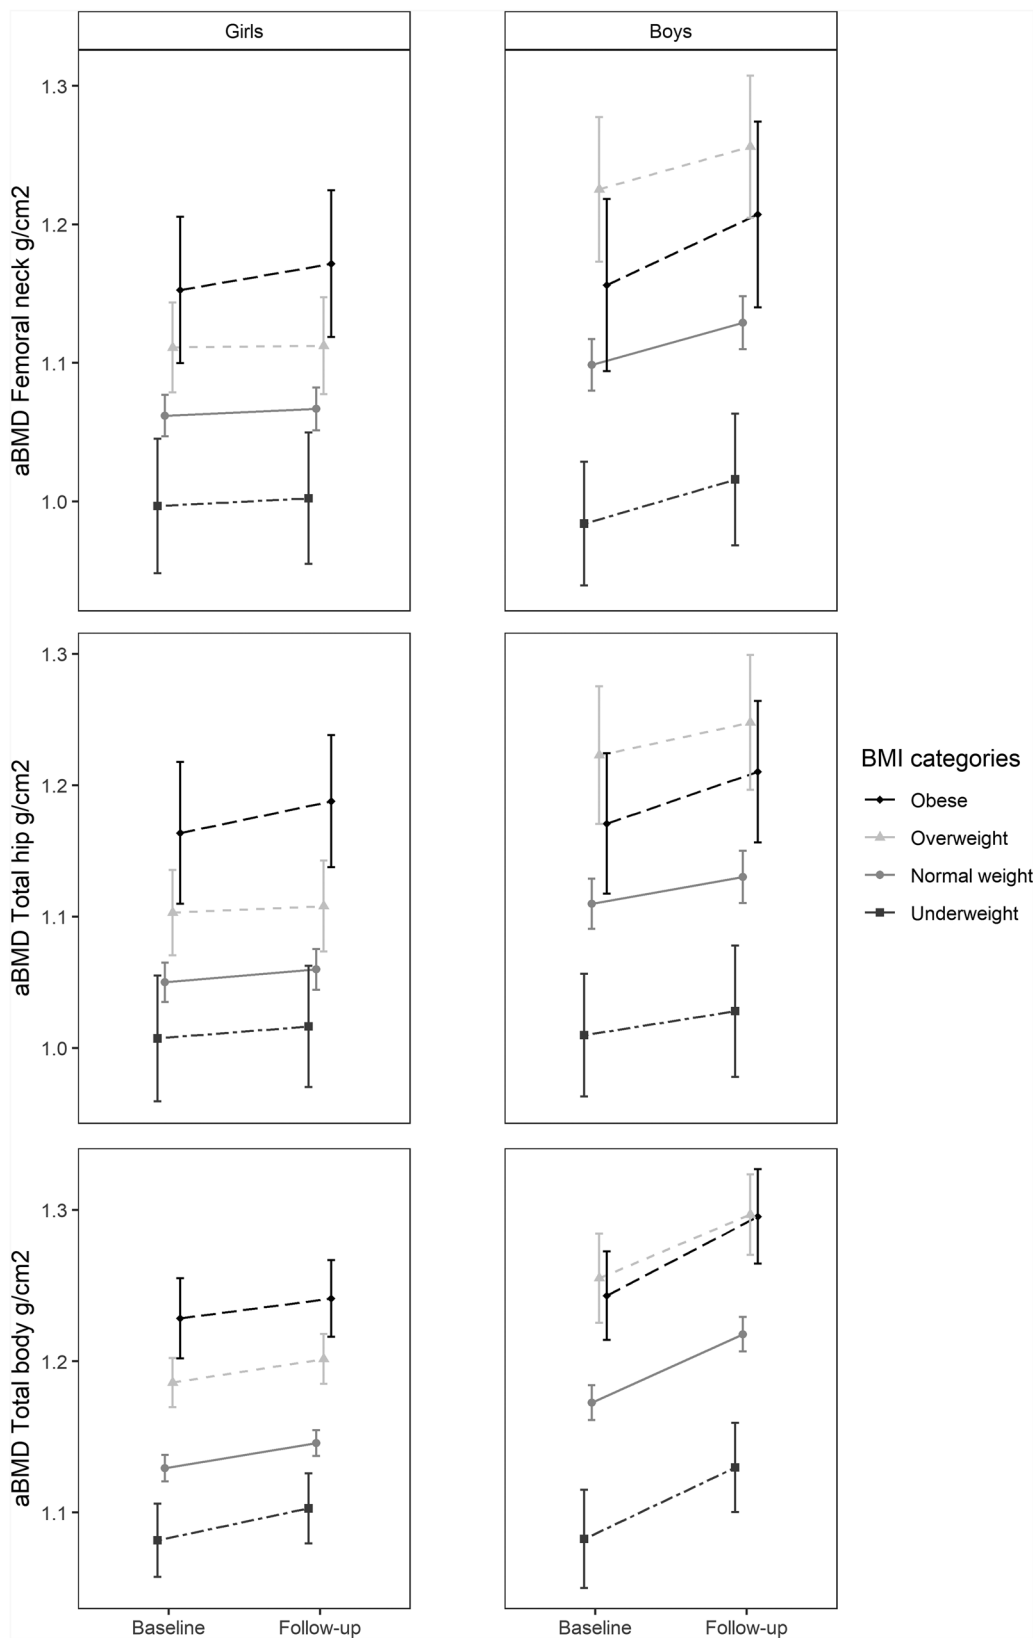 Girls
Boys
aBMD Femoral neck g/cm2
1.3
1.2
1.1
1.0
aBMD Total hip g/cm2
1.3
1.2
1.1
1.0
BMI categories
Obese
Overweight
Normal weight
Underweight
aBMD Total body g/cm2
1.3
1.2
1.1
Baseline
Follow-up
Baseline
Follow-up